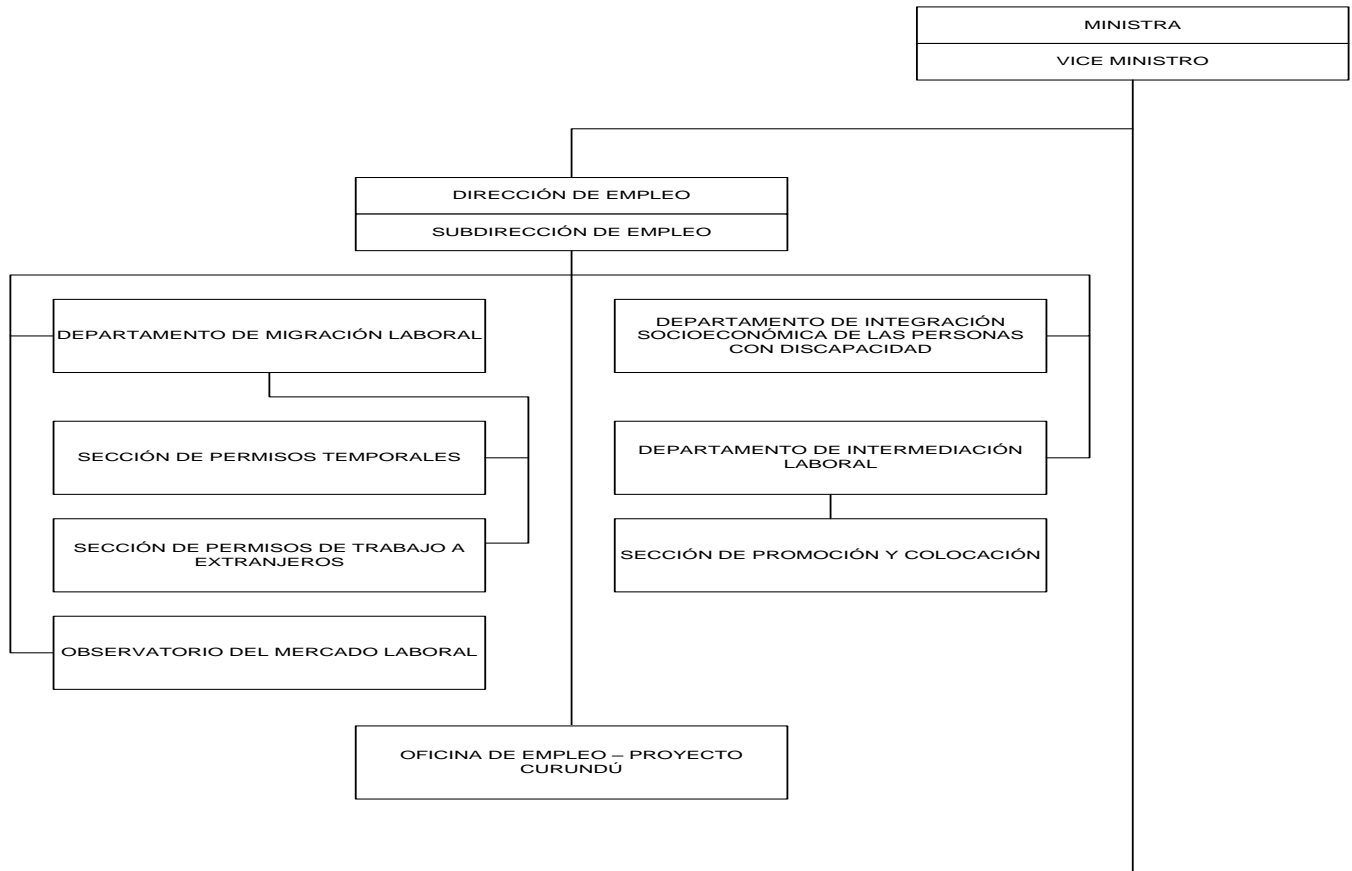 MINISTRA
VICE MINISTRO
DIRECCIÓN DE EMPLEO
SUBDIRECCIÓN DE EMPLEO
DEPARTAMENTO DE MIGRACIÓN LABORAL
SECCIÓN DE PERMISOS TEMPORALES
SECCIÓN DE PERMISOS DE TRABAJO A
EXTRANJEROS
OBSERVATORIO DEL MERCADO LABORAL
DEPARTAMENTO DE INTEGRACIÓN
SOCIOECONÓMICA DE LAS PERSONAS
CON DISCAPACIDAD
DEPARTAMENTO DE INTERMEDIACIÓN
LABORAL
SECCIÓN DE PROMOCIÓN Y COLOCACIÓN
OFICINA DE EMPLEO – PROYECTO
CURUNDÚ